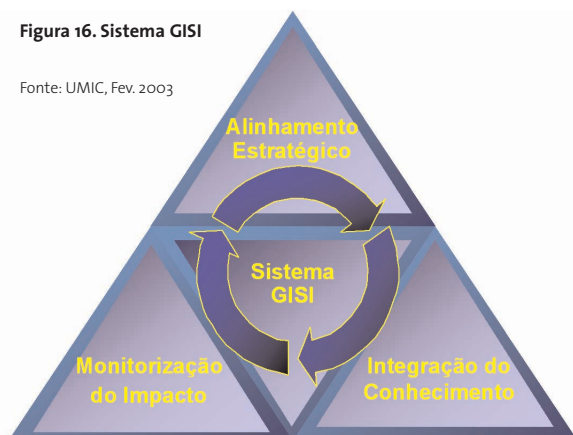 Figura 16. Sistema GISI
Fonte: UMIC, Fev. 2003
Alinhamento
Estratégico
Sistema
GISI
Monitorização
do Impacto
Integração do
Conhecimento